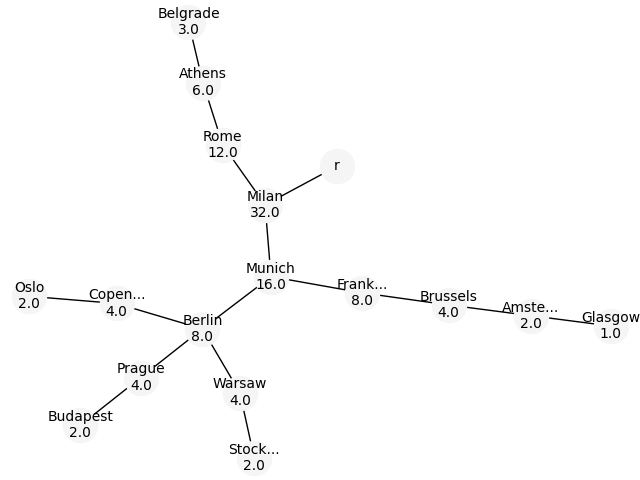 Belgrade
3.0
Athens
6.0
Rome
12.0
r
Milan
32.0
Munich
16.0
Frank...
8.0
Brussels
4.0
Amste...
2.0
Glasgow
1.0
Oslo
2.0
Copen...
4.0
Berlin
8.0
Prague
4.0
Warsaw
4.0
Budapest
2.0
Stock...
2.0